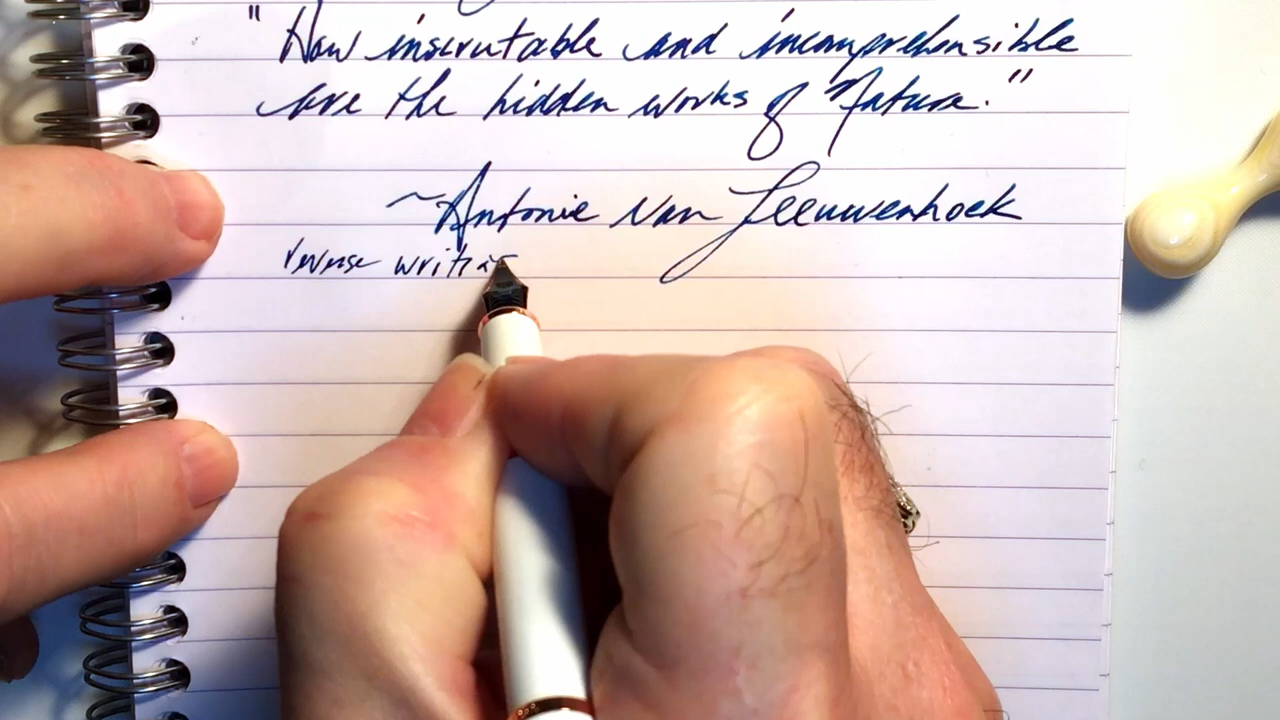 "How inscrutable and incomprehensible
are the hidden works of Nature."
~Antonie Van Leeuwenhoek
reverse writing